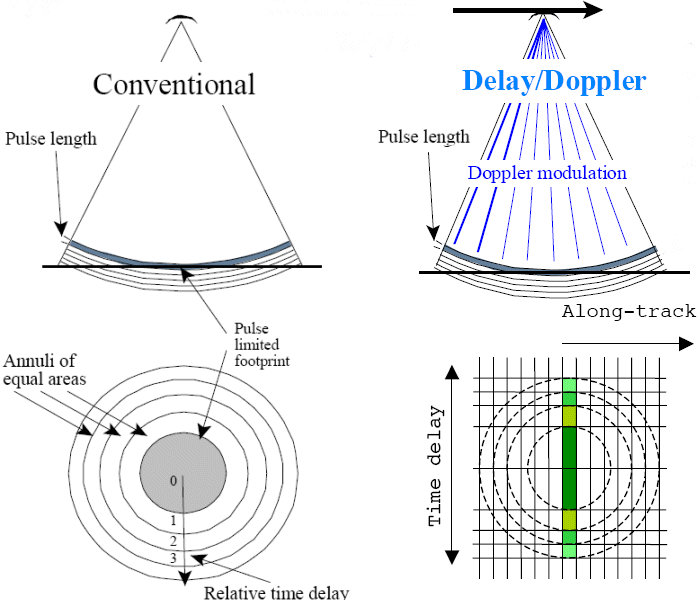 Conventional
Pulse length
Pulse
limited
footprint
Annuli of
equal areas
0
1
2
3
Relative time delay
Delay/Doppler
Pulse length
Doppler modulation
Along-track
Time delay